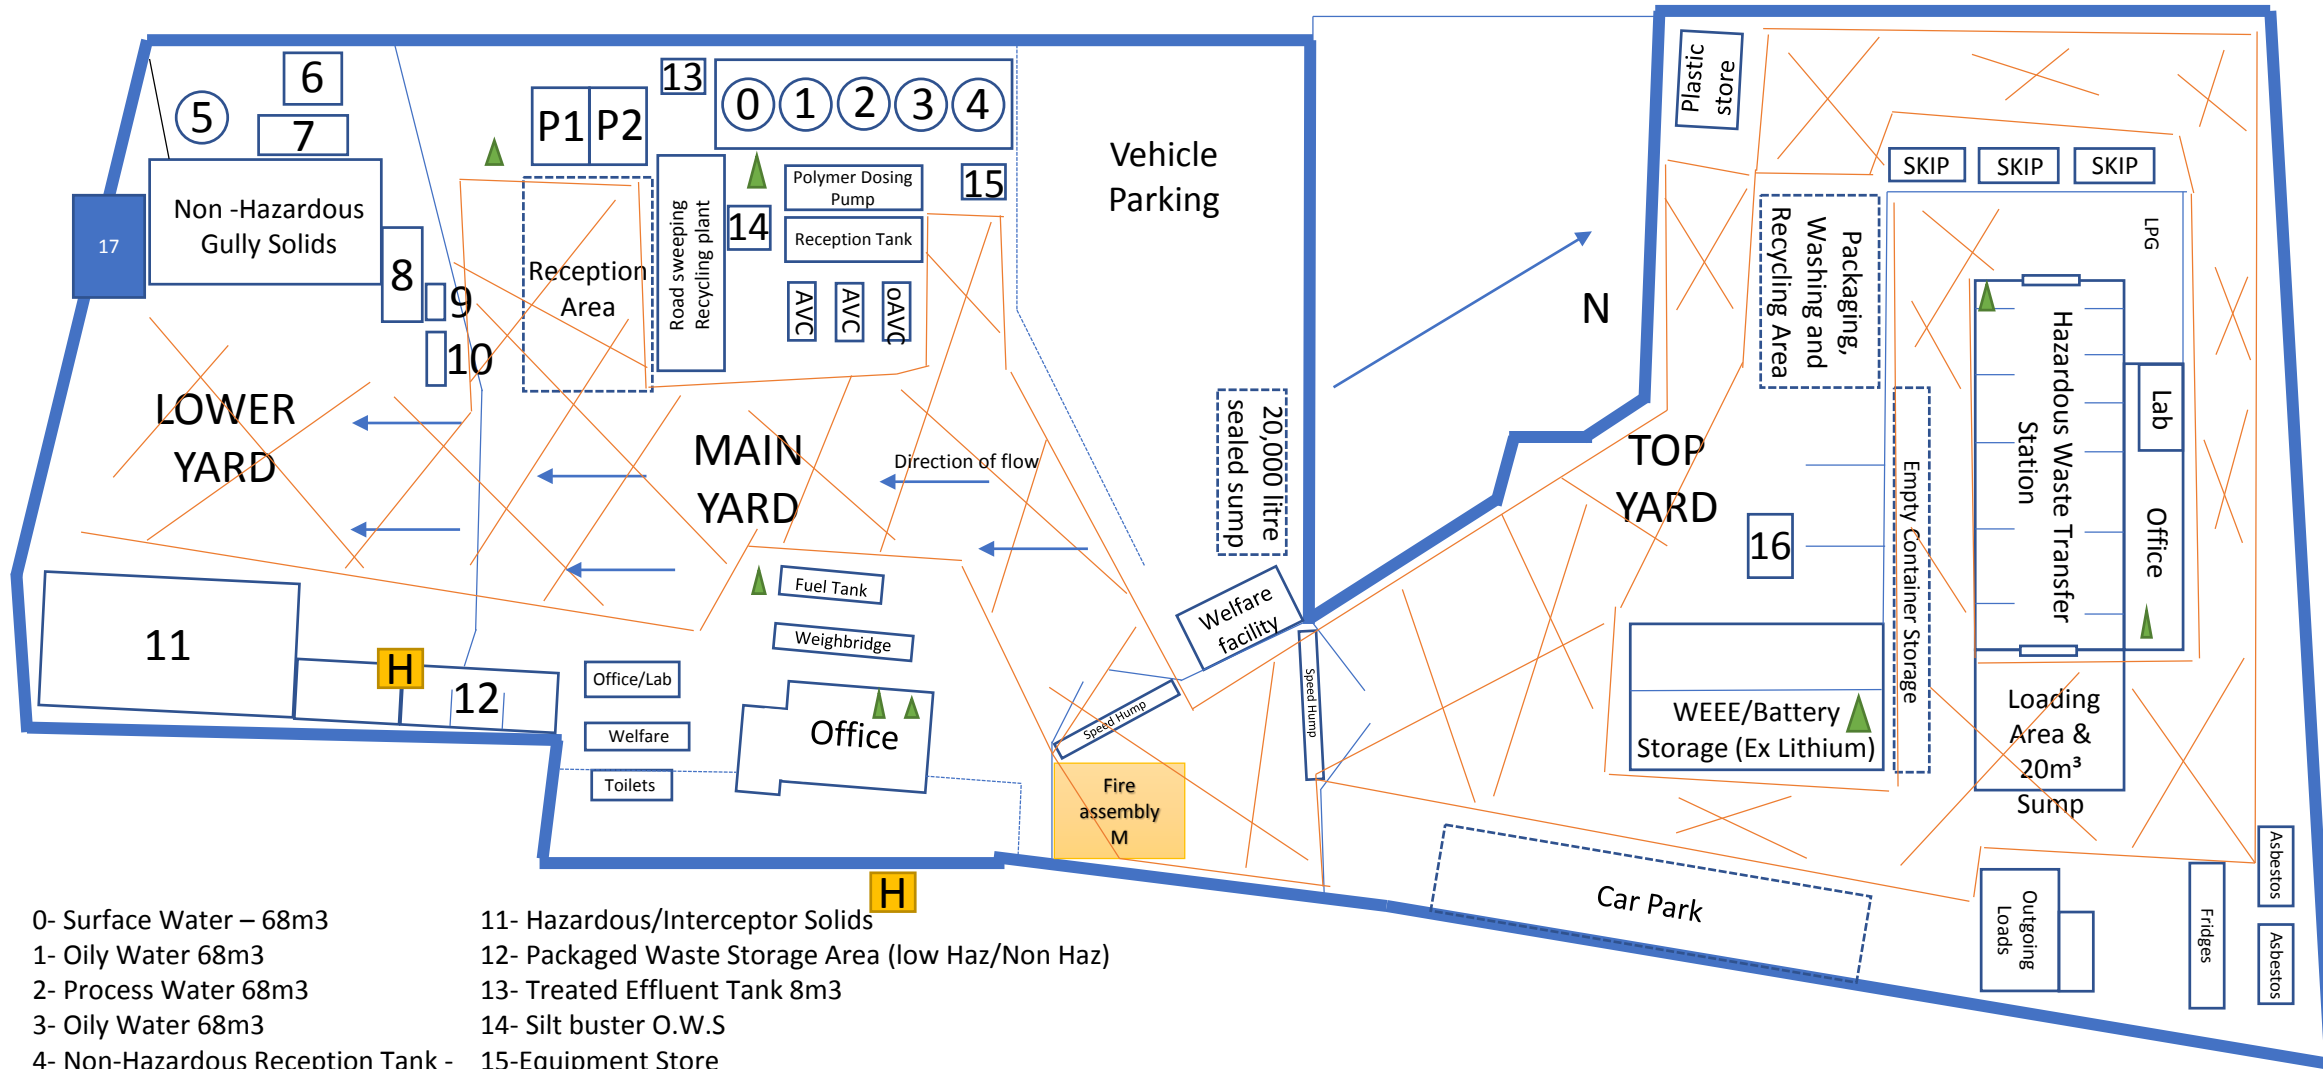 6
5
7
Non -Hazardous
Gully Solids
17
8
9
10
LOWER
YARD
11
H
12
P1
P2
13
0
1
2
3
4
Reception
Area
Road sweeping
Recycling plant
14
Polymer Dosing
Pump
15
Reception Tank
AVC
AVC
oAVC
MAIN
YARD
Direction of flow
Fuel Tank
Weighbridge
Office/Lab
Welfare
Toilets
Office
Vehicle
Parking
20,000 litre
sealed sump
Welfare
facility
Speed Hump
Speed Hump
Fire
assembly
M
H
N
Plastic
store
SKIP
SKIP
SKIP
Packaging,
Washing and
Recycling Area
LPG
Hazardous Waste Transfer
Station
Lab
Office
TOP
YARD
16
Empty Container Storage
WEEE/Battery
Storage (Ex Lithium)
Loading
Area &
20m³
Sump
Car Park
Outgoing
Loads
Fridges
Asbestos
Asbestos
0- Surface Water – 68m3
1- Oily Water 68m3
2- Process Water 68m3
3- Oily Water 68m3
4- Non-Hazardous Reception Tank -
11- Hazardous/Interceptor Solids
12- Packaged Waste Storage Area (low Haz/Non Haz)
13- Treated Effluent Tank 8m3
14- Silt buster O.W.S
15-Equipment Store